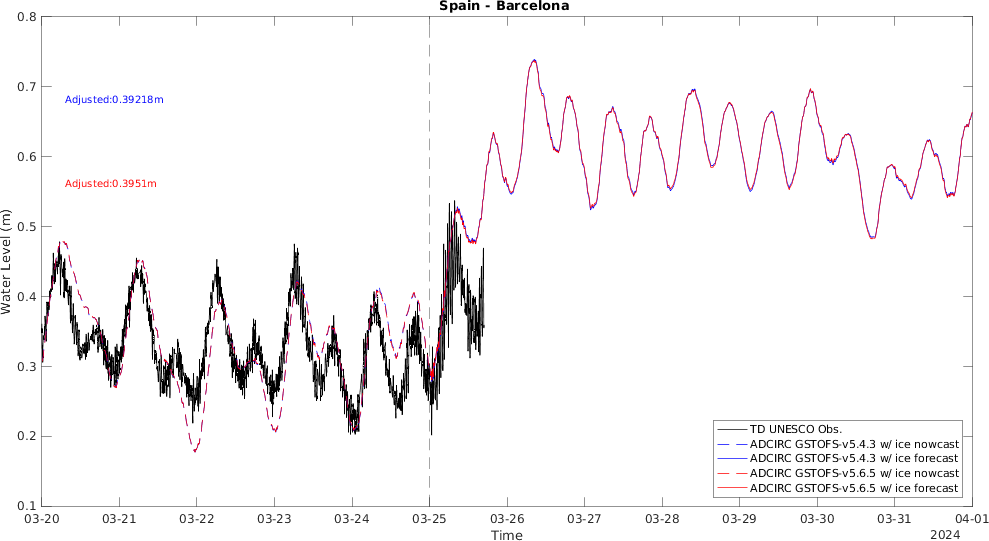 Spain - Barcelona
0.8
0.7
0.6
0.5
0.4
0.3
0.2
0.1
Water Level (m)
Adjusted:0.39218m
Adjusted:0.3951m
TD UNESCO Obs.
ADCIRC GSTOFS-v5.4.3 w/ ice nowcast
ADCIRC GSTOFS-v5.4.3 w/ ice forecast
ADCIRC GSTOFS-v5.6.5 w/ ice nowcast
ADCIRC GSTOFS-v5.6.5 w/ ice forecast
03-20 03-21 03-22 03-23 03-24 03-25 03-26 03-27 03-28 03-29 03-30 03-31 04-01
Time
2024